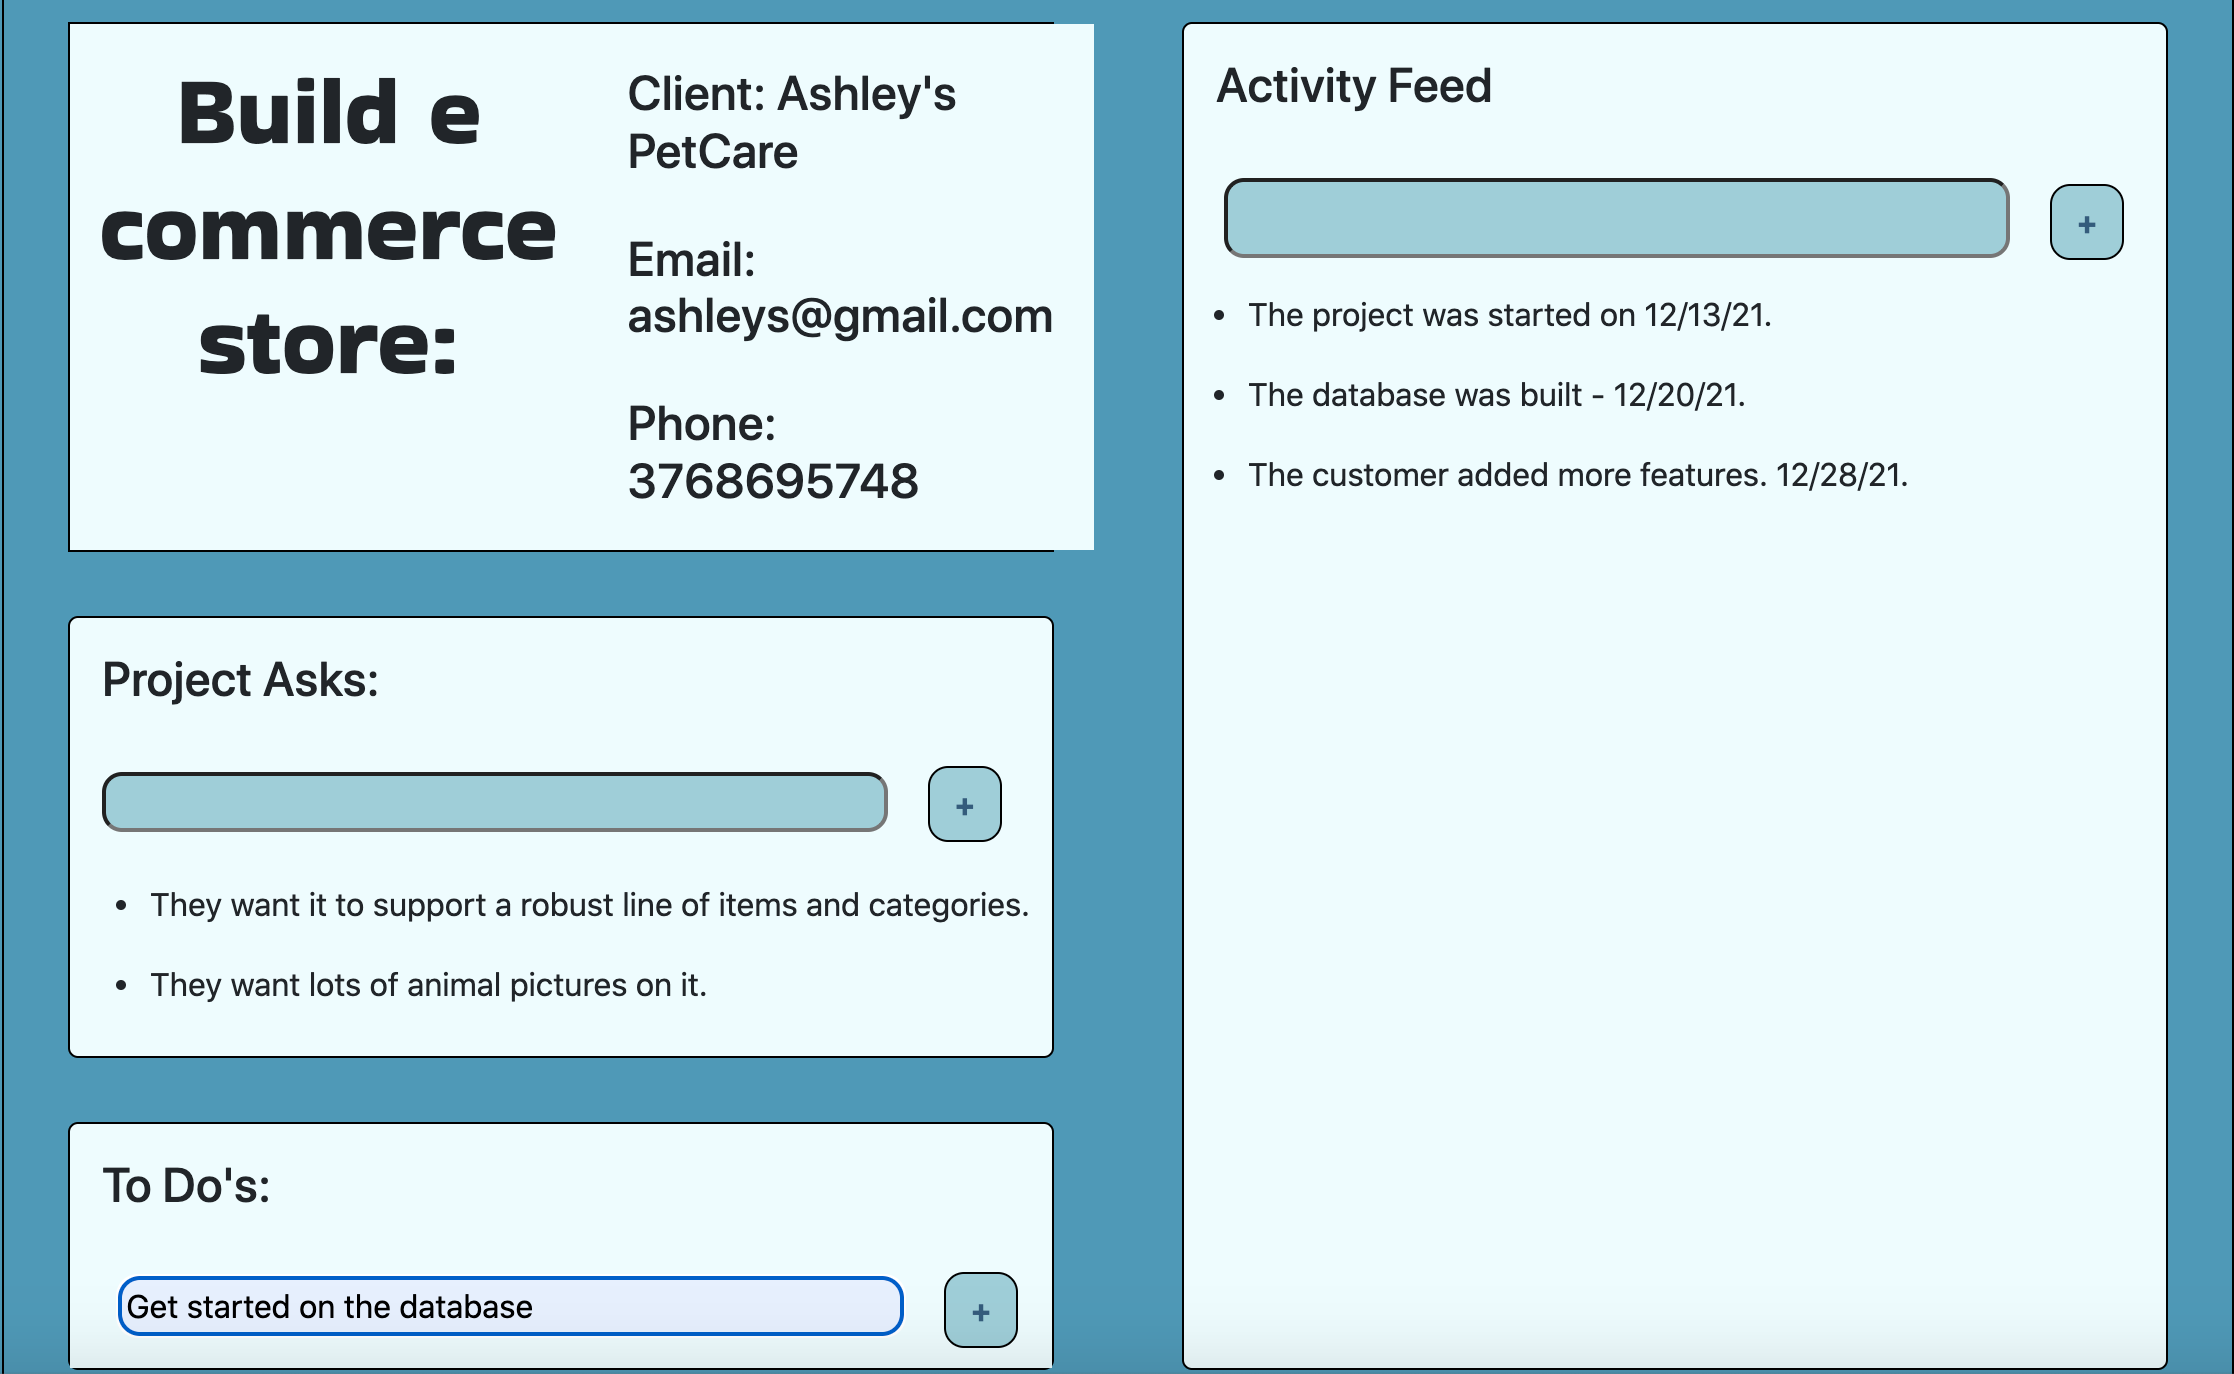 Build e
commerce
store:
Client: Ashley's
PetCare
Email:
ashleys@gmail.com
Phone:
3768695748
Project Asks:
+
• They want it to support a robust line of items and categories.
• They want lots of animal pictures on it.
To Do's:
Get started on the database
+
Activity Feed
+
• The project was started on 12/13/21.
• The database was built - 12/20/21.
• The customer added more features. 12/28/21.